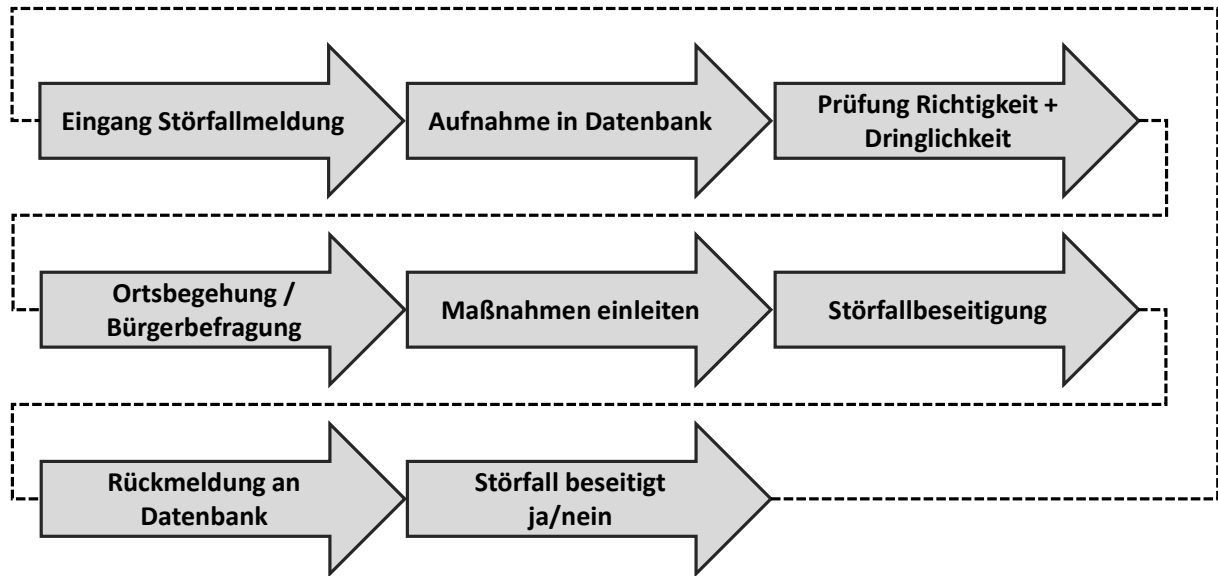 Eingang Störfallmeldung
Aufnahme in Datenbank
Prüfung Richtigkeit +
Dringlichkeit
Ortsbegehung /
Bürgerbefragung
Maßnahmen einleiten
Störfallbeseitigung
Rückmeldung an
Datenbank
Störfall beseitigt
ja/nein